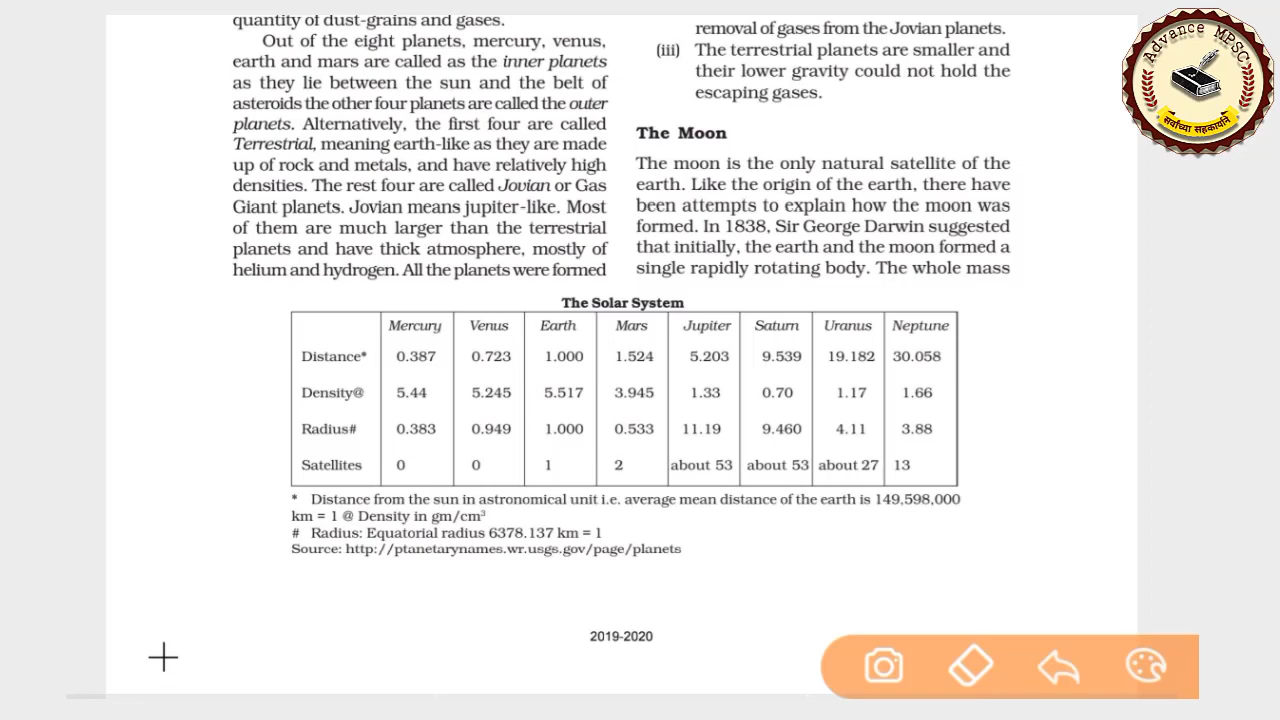 quantity of dust-grains and gases.
Out of the eight planets, mercury, venus,
earth and mars are called as the inner planets
as they lie between the sun and the belt of
asteroids the other four planets are called the outer
planets. Alternatively, the first four are called
Terrestrial, meaning earth-like as they are made
up of rock and metals, and have relatively high
densities. The rest four are called Jovian or Gas
Giant planets. Jovian means jupiter-like. Most
of them are much larger than the terrestrial
planets and have thick atmosphere, mostly of
helium and hydrogen. All the planets were formed
removal of gases from the Jovian planets.
(iii) The terrestrial planets are smaller and
their lower gravity could not hold the
escaping gases.
The Moon
The moon is the only natural satellite of the
earth. Like the origin of the earth, there have
been attempts to explain how the moon was
formed. In 1838, Sir George Darwin suggested
that initially, the earth and the moon formed a
single rapidly rotating body. The whole mass
The Solar System
Mercury Venus Earth Mars Jupiter Saturn Uranus Neptune
Distance* 0.387 0.723 1.000 1.524 5.203 9.539 19.182 30.058
Density@ 5.44 5.245 5.517 3.945 1.33 0.70 1.17 1.66
Radius# 0.383 0.949 1.000 0.533 11.19 9.460 4.11 3.88
Satellites 0 0 1 2 about 53 about 53 about 27 13
* Distance from the sun in astronomical unit i.e. average mean distance of the earth is 149,598,000
km = 1 @ Density in gm/cm³
# Radius: Equatorial radius 6378.137 km = 1
Source: http://ptanetarynames.wr.usgs.gov/page/planets
2019-2020
Advance MPSC
सर्वांच्या सहकार्याने